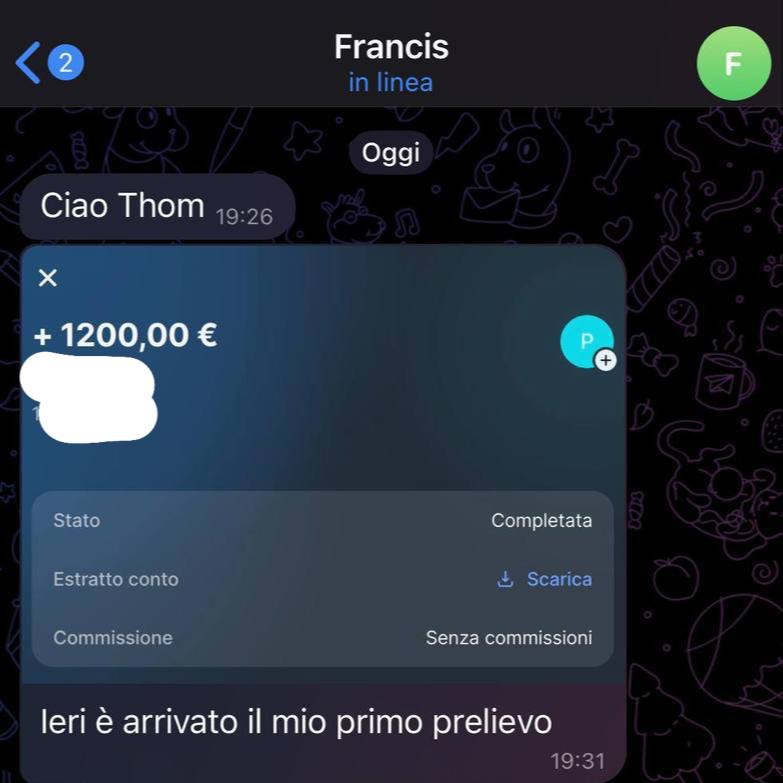 2
Francis
in linea
F
Oggi
Ciao Thom 19:26
+ 1200,00 €
P
Stato Completata
Estratto conto Scarica
Commissione Senza commissioni
Ieri è arrivato il mio primo prelievo
19:31